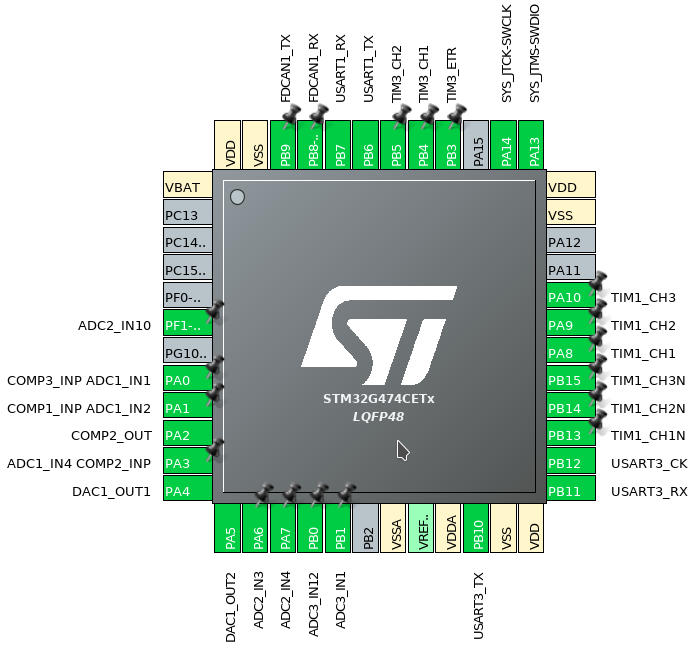 FDCAN1_TX
FDCAN1_RX
USART1_RX
USART1_TX
TIM3_CH2
TIM3_CH1
TIM3_ETR
SYS_JTCK-SWCLK
SYS_JTMS-SWDIO
VDD
VSS
PB9
PB8-..
PB7
PB6
PB5
PB4
PB3
PA15
PA14
PA13
VBAT
PC13
PC14..
PC15..
PF0-..
ADC2_IN10 PF1-..
PG10..
COMP3_INP ADC1_IN1 PA0
COMP1_INP ADC1_IN2 PA1
COMP2_OUT PA2
ADC1_IN4 COMP2_INP PA3
DAC1_OUT1 PA4
ST
STM32G474CETx
LQFP48
VDD
VSS
PA12
PA11
PA10 TIM1_CH3
PA9 TIM1_CH2
PA8 TIM1_CH1
PB15 TIM1_CH3N
PB14 TIM1_CH2N
PB13 TIM1_CH1N
PB12 USART3_CK
PB11 USART3_RX
PA5
PA6
PA7
PB0
PB1
PB2
VSSA
VREF..
VDDA
PB10
VSS
VDD
DAC1_OUT2
ADC2_IN3
ADC2_IN4
ADC3_IN12
ADC3_IN1
USART3_TX